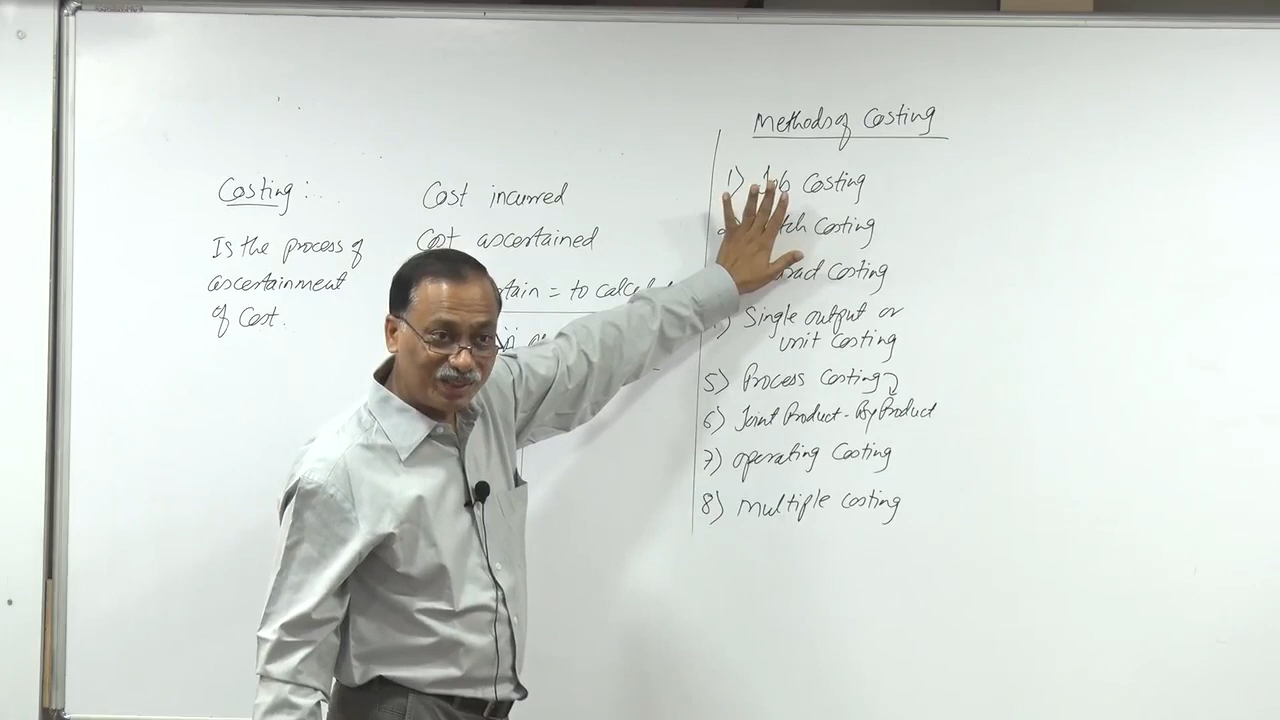 Costing :
Is the process of
ascertainment
of Cost.
Cost incurred
Cost ascertained
= to
Methods of Costing
1) Job Costing
Costing
Costing
Single output or
unit Costing
5) Process Costing
6) Joint Product - By Product
7) operating Costing
8) multiple Costing